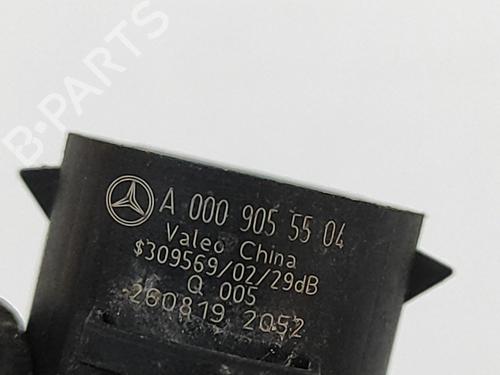 B-PARTS
A 000 905 55 04
Valeo China
$309569/02/29dB
Q 005
260819 2052